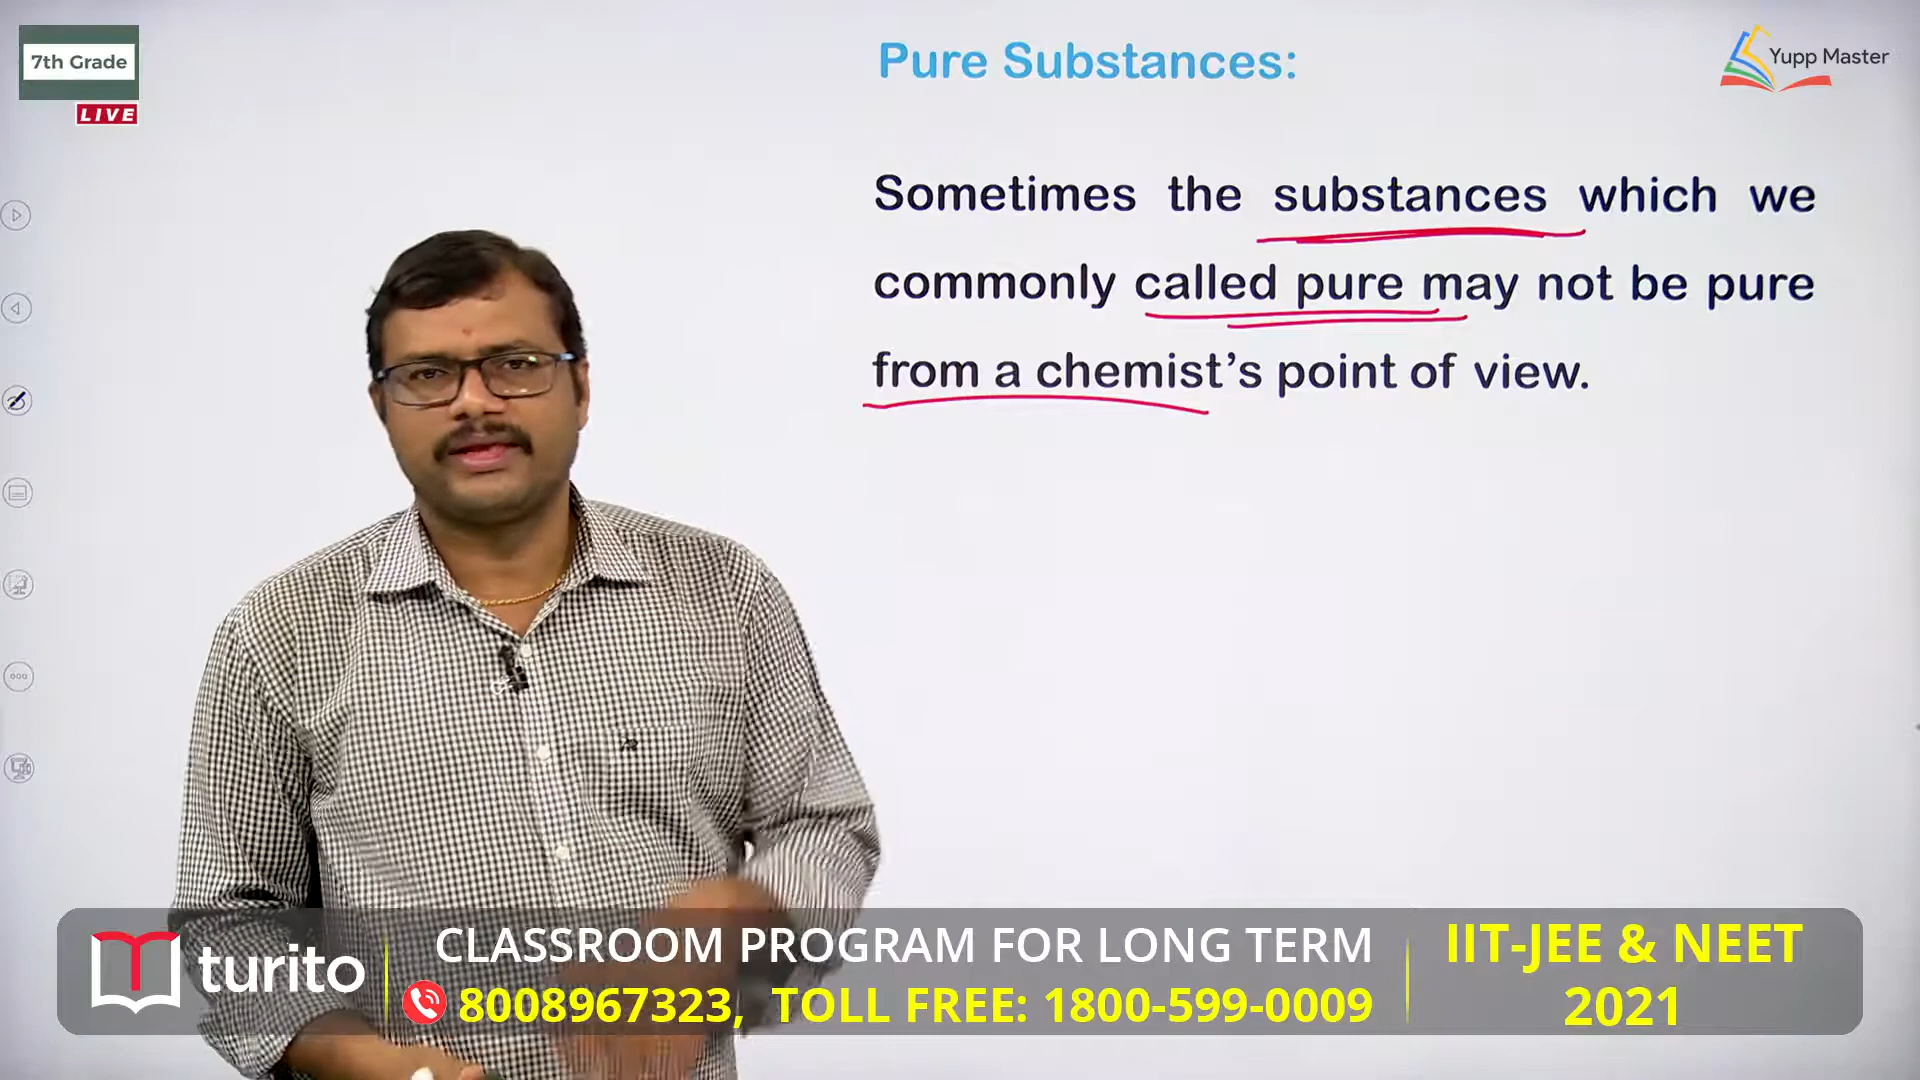 7th Grade
LIVE
Pure Substances:
Yupp Master
Sometimes the substances which we
commonly called pure may not be pure
from a chemist's point of view.
turito
CLASSROOM PROGRAM FOR LONG TERM
8008967323, TOLL FREE: 1800-599-0009
IIT-JEE & NEET
2021